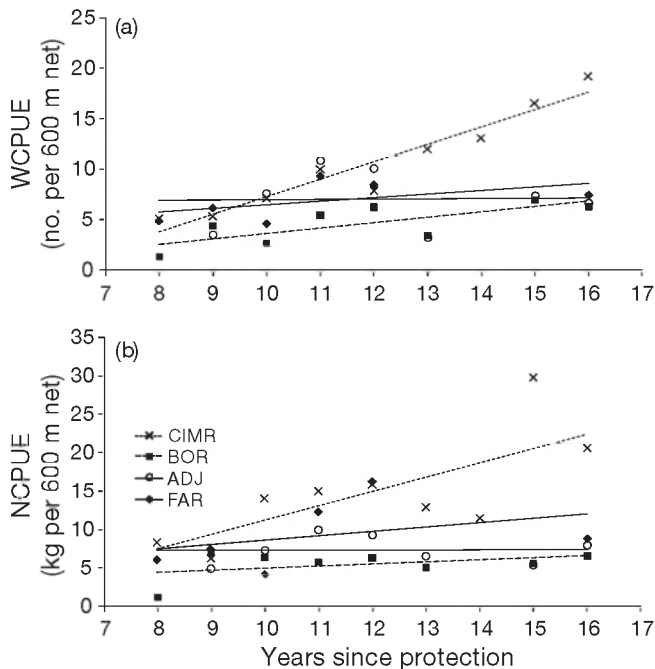 (a)
WCPUE
(no. per 600 m net)
25
20
15
10
5
0
7 8 9 10 11 12 13 14 15 16 17
(b)
NCPUE
(kg per 600 m net)
35
30
25
20
15
10
5
0
CIMR
BOR
ADJ
FAR
7 8 9 10 11 12 13 14 15 16 17
Years since protection